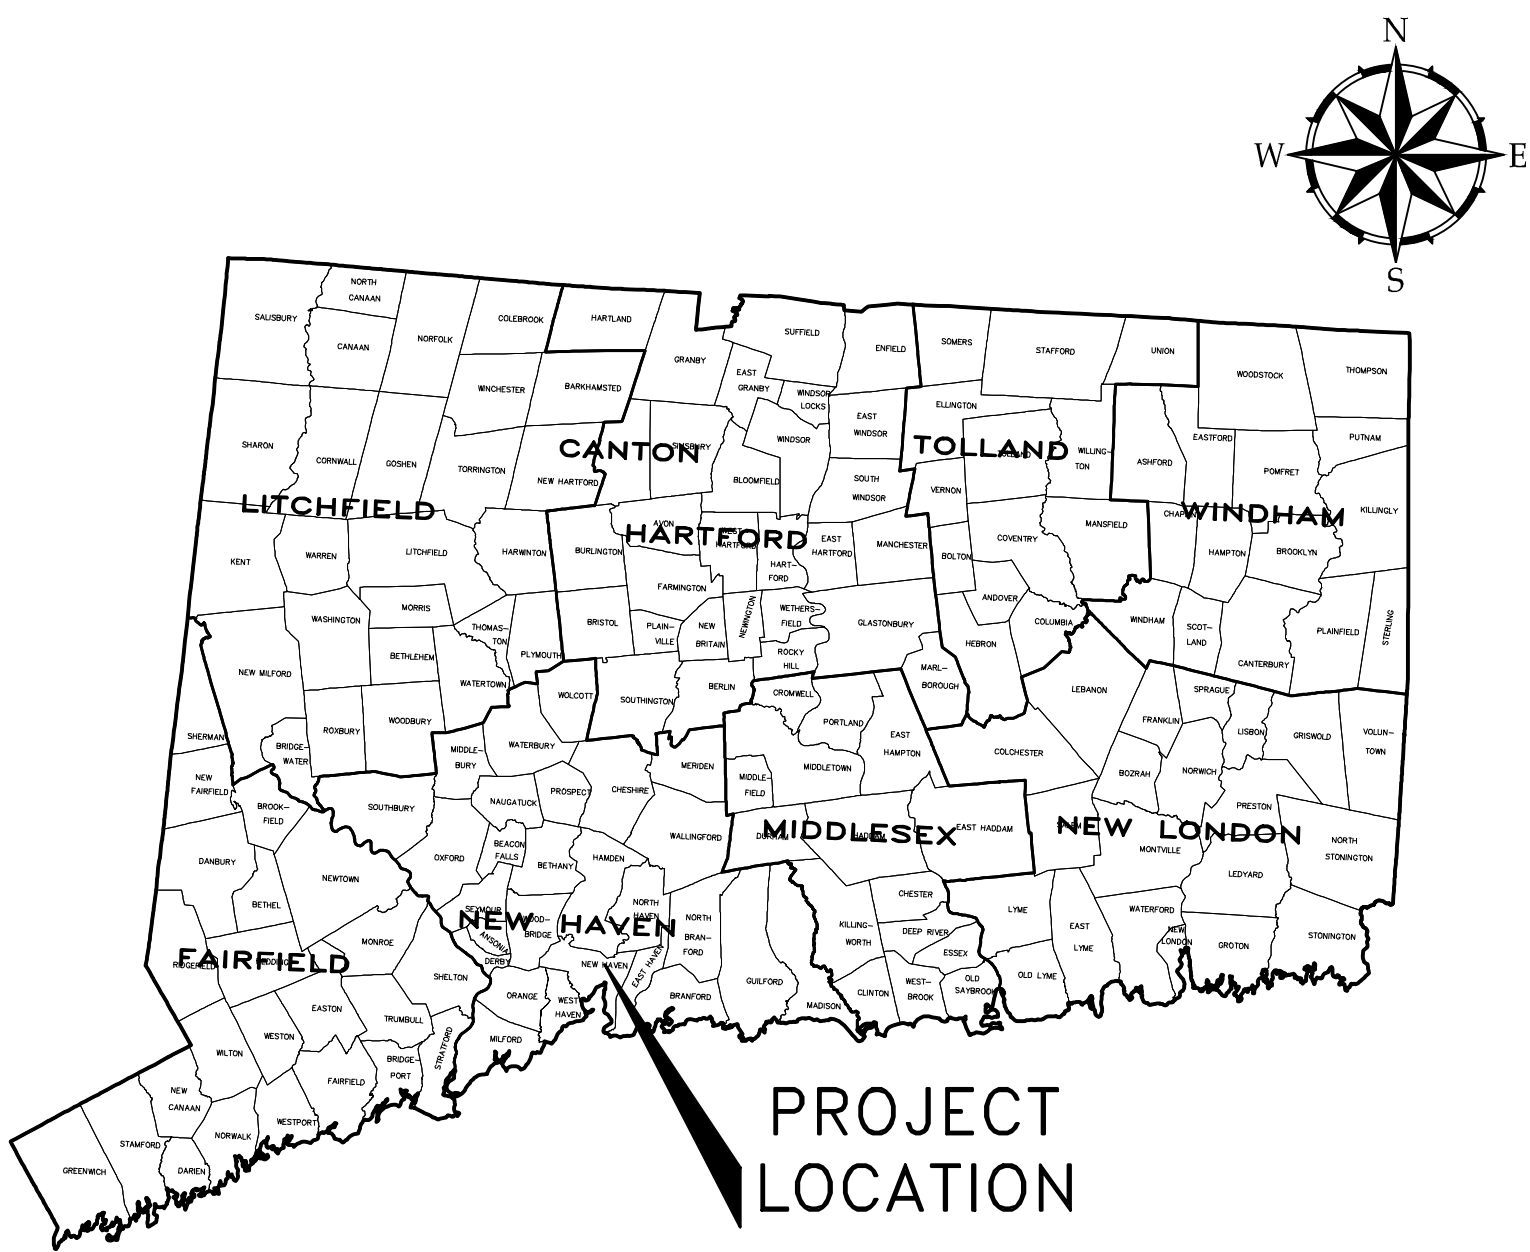 N
W E
S
NORTH
CANAAN
SALISBURY
CANAAN
NORFOLK
COLEBROOK
HARTLAND
SUFFIELD
ENFIELD
SOMERS
STAFFORD
UNION
WOODSTOCK
THOMPSON
GRANBY
EAST
GRANBY
WINDSOR
LOCKS
WINCHESTER
BARKHAMSTED
EAST
WINDSOR
ELLINGTON
SHARON
CORNWALL
GOSHEN
TORRINGTON
NEW HARTFORD
CANTON
SIMSBURY
WINDSOR
BLOOMFIELD
SOUTH
WINDSOR
TOLLAND
TOLLAND
VERNON
WILLING-
TON
ASHFORD
EASTFORD
POMFRET
PUTNAM
LITCHFIELD
HARTFORD
WINDHAM
KILLINGLY
KENT
WARREN
LITCHFIELD
HARWINTON
BURLINGTON
AVON
WEST
HARTFORD
HART-
FORD
EAST
HARTFORD
MANCHESTER
BOLTON
COVENTRY
MANSFIELD
CHAPLIN
HAMPTON
BROOKLYN
FARMINGTON
WASHINGTON
MORRIS
THOMAS-
TON
PLYMOUTH
BRISTOL
PLAIN-
VILLE
NEW
BRITAIN
NEWINGTON
WETHERS-
FIELD
ROCKY
HILL
GLASTONBURY
ANDOVER
HEBRON
COLUMBIA
WINDHAM
SCOT-
LAND
CANTERBURY
PLAINFIELD
STERLING
NEW MILFORD
BETHLEHEM
WATERTOWN
WOLCOTT
SOUTHINGTON
BERLIN
CROMWELL
PORTLAND
MARL-
BOROUGH
LEBANON
SPRAGUE
FRANKLIN
LISBON
GRISWOLD
VOLUN-
TOWN
SHERMAN
BRIDGE-
WATER
ROXBURY
WOODBURY
MIDDLE-
BURY
WATERBURY
MERIDEN
MIDDLE-
FIELD
MIDDLETOWN
EAST
HAMPTON
COLCHESTER
BOZRAH
NORWICH
PRESTON
NEW
FAIRFIELD
BROOK-
FIELD
SOUTHBURY
NAUGATUCK
PROSPECT
CHESHIRE
WALLINGFORD
MIDDLESEX
DURHAM
HADDAM
EAST HADDAM
NEW LONDON
SALEM
MONTVILLE
NORTH
STONINGTON
DANBURY
NEWTOWN
OXFORD
BEACON
FALLS
BETHANY
HAMDEN
CHESTER
LYME
LEDYARD
BETHEL
SEYMOUR
NEW HAVEN
WOOD-
BRIDGE
NORTH
HAVEN
NORTH
BRAN-
FORD
KILLING-
WORTH
DEEP RIVER
ESSEX
EAST
LYME
WATERFORD
NEW
LONDON
GROTON
STONINGTON
FAIRFIELD
RIDGEFIELD
REDDING
MONROE
ANSONIA
DERBY
SHELTON
NEW HAVEN
EAST HAVEN
ORANGE
WEST
HAVEN
BRANFORD
GUILFORD
MADISON
CLINTON
WEST-
BROOK
OLD
SAYBROOK
OLD LYME
EASTON
TRUMBULL
WESTON
WILTON
STRATFORD
MILFORD
BRIDGE-
PORT
FAIRFIELD
NEW
CANAAN
NORWALK
WESTPORT
STAMFORD
DARIEN
GREENWICH
PROJECT
LOCATION